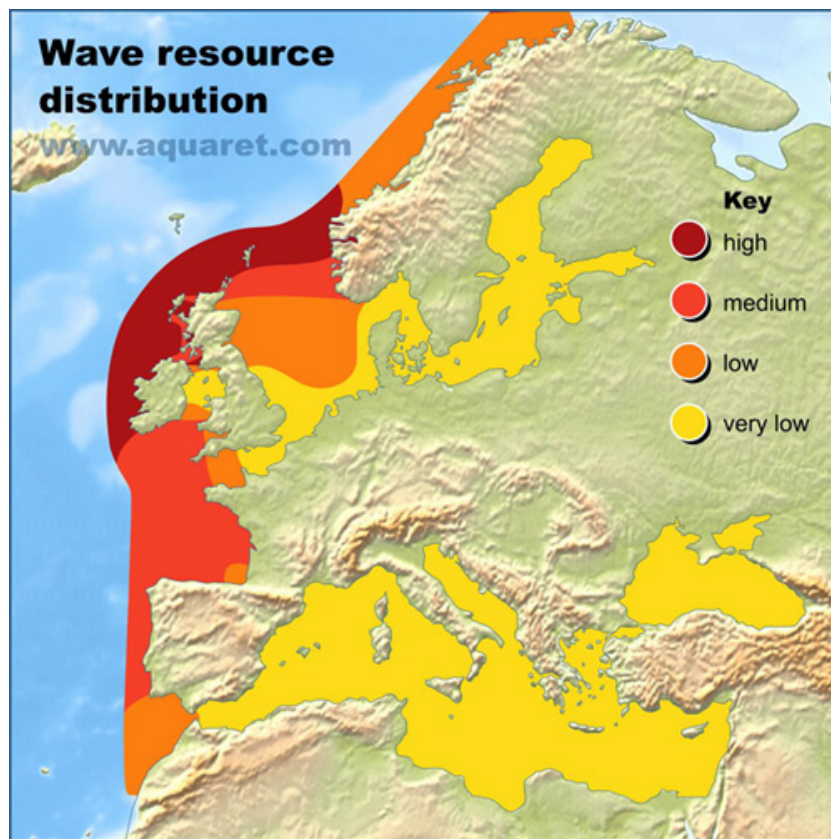 Wave resource
distribution
www.aquaret.com
Key
high
medium
low
very low